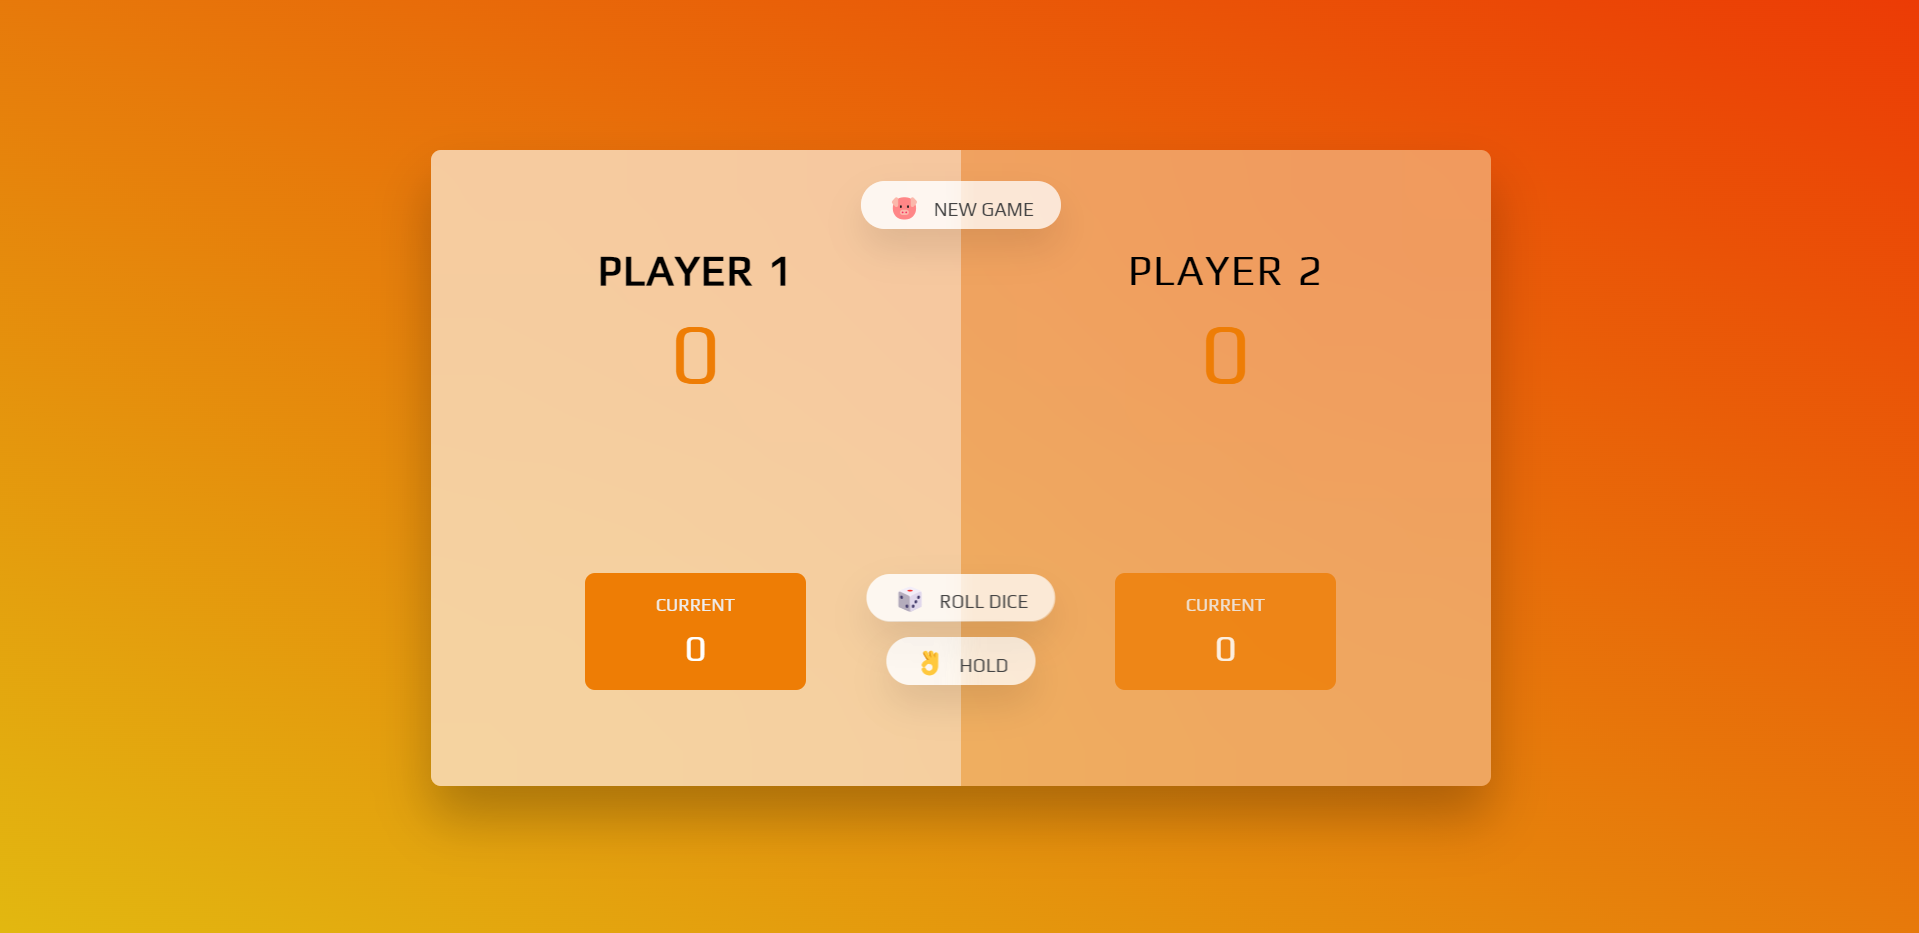 NEW GAME
PLAYER 1
0
PLAYER 2
0
CURRENT
0
ROLL DICE
HOLD
CURRENT
0